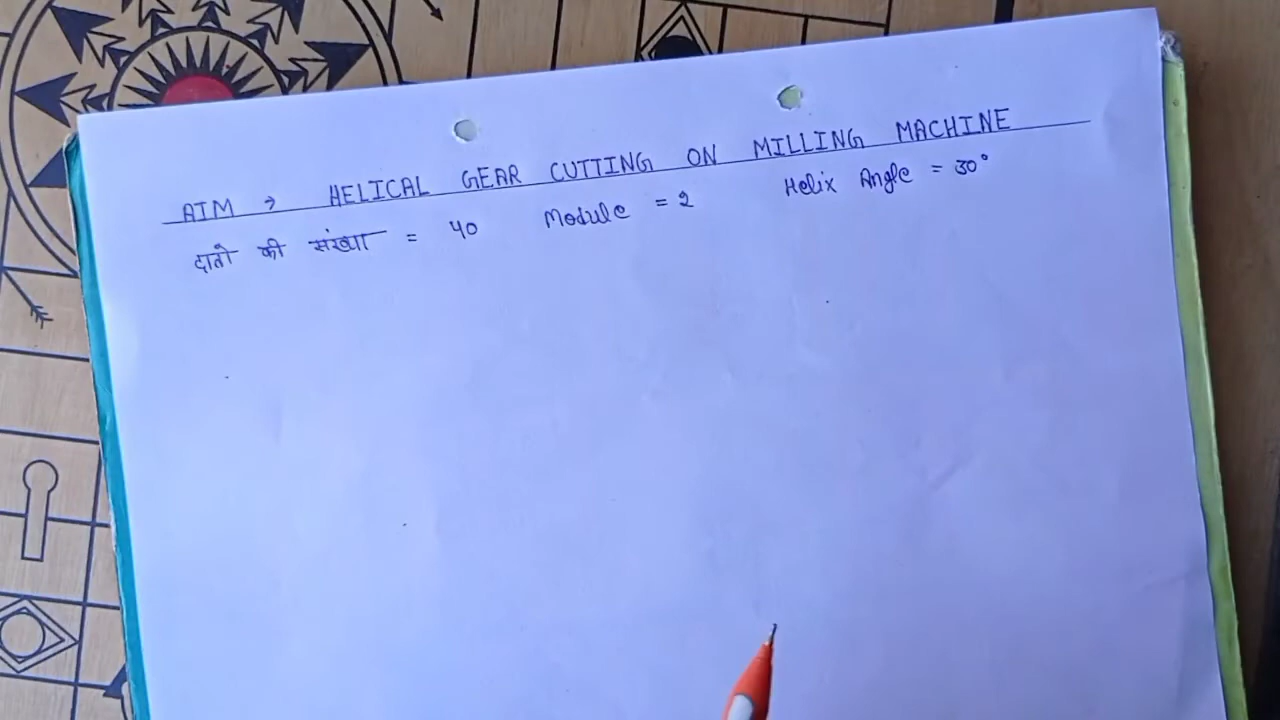 AIM → HELICAL GEAR CUTTING ON MILLING MACHINE
दातो की संख्या = 40 Module = 2 Helix Angle = 30°